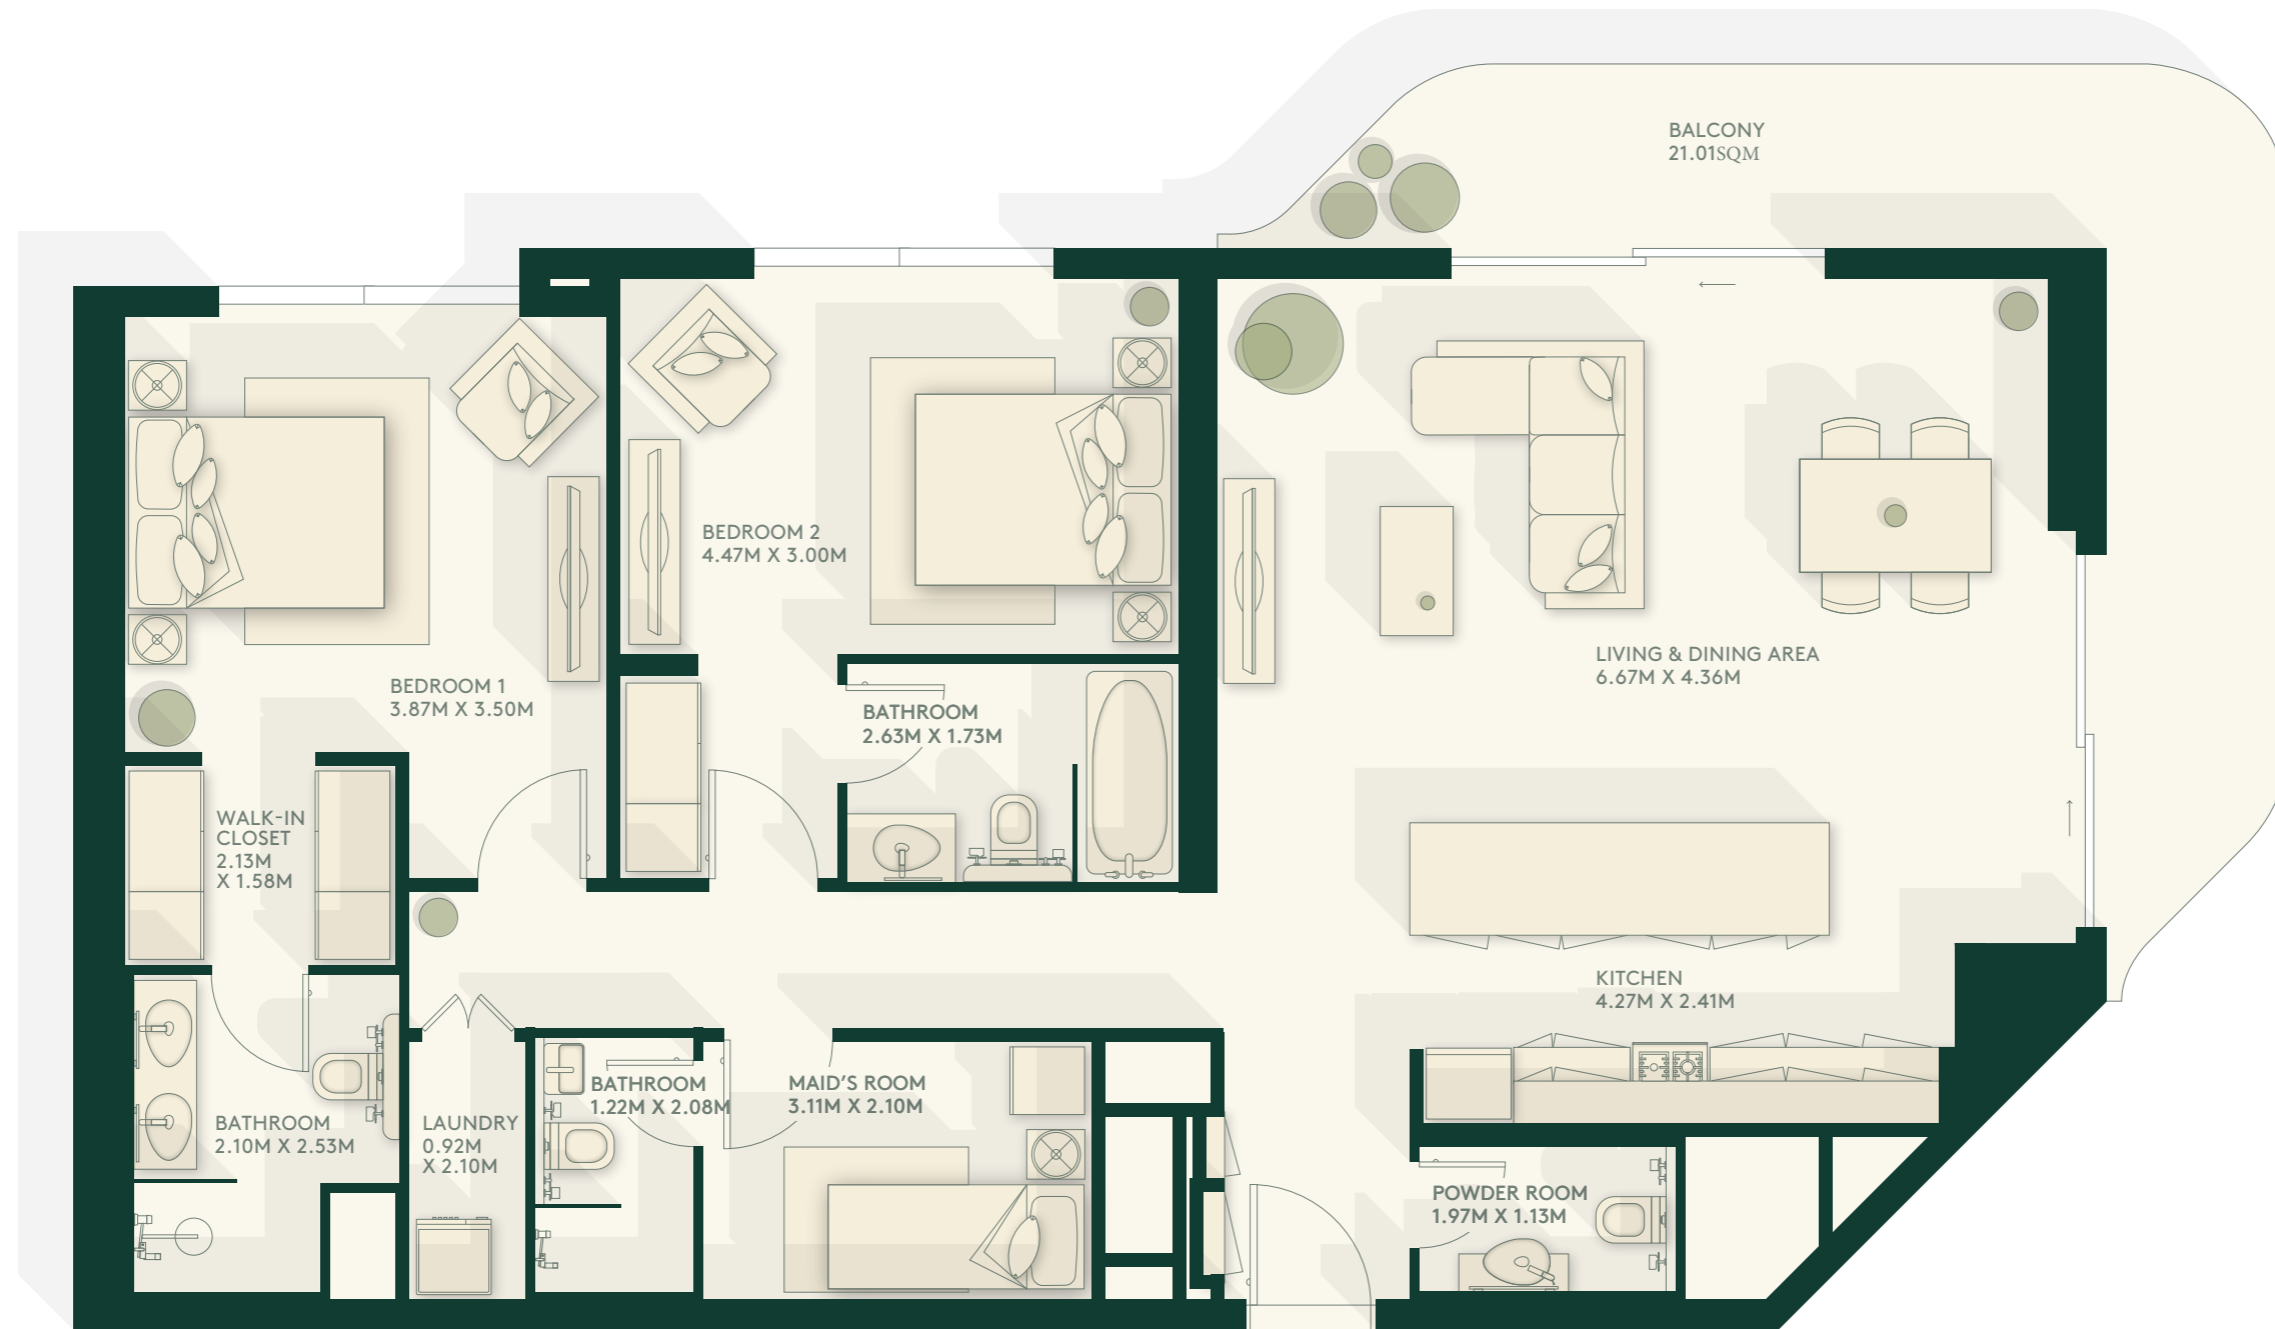 BALCONY
21.01SQM
BEDROOM 2
4.47M X 3.00M
LIVING & DINING AREA
6.67M X 4.36M
BEDROOM 1
3.87M X 3.50M
BATHROOM
2.63M X 1.73M
WALK-IN
CLOSET
2.13M
X 1.58M
KITCHEN
4.27M X 2.41M
BATHROOM
2.10M X 2.53M
LAUNDRY
0.92M
X 2.10M
BATHROOM
1.22M X 2.08M
MAID'S ROOM
3.11M X 2.10M
POWDER ROOM
1.97M X 1.13M